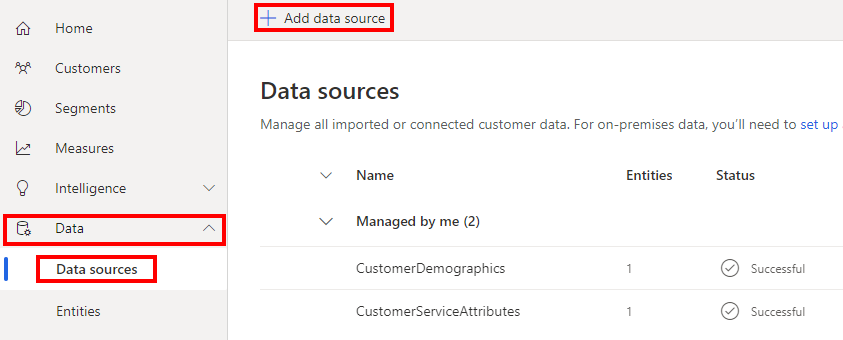 Home
Customers
Segments
Measures
Intelligence
Data
Data sources
Entities
Add data source
Data sources
Manage all imported or connected customer data. For on-premises data, you'll need to set up
Name Entities Status
Managed by me (2)
CustomerDemographics 1 Successful
CustomerServiceAttributes 1 Successful